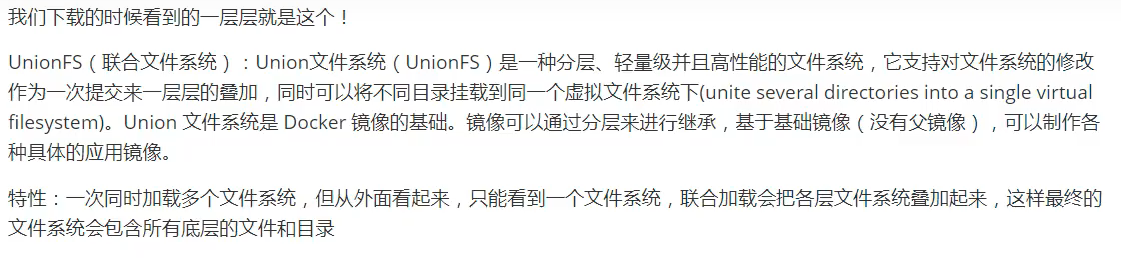 我们下载的时候看到的一层层就是这个！
UnionFS（联合文件系统）：Union文件系统（UnionFS）是一种分层、轻量级并且高性能的文件系统，它支持对文件系统的修改
作为一次提交来一层层的叠加，同时可以将不同目录挂载到同一个虚拟文件系统下(unite several directories into a single virtual
filesystem)。Union 文件系统是 Docker 镜像的基础。镜像可以通过分层来进行继承，基于基础镜像（没有父镜像），可以制作各
种具体的应用镜像。
特性：一次同时加载多个文件系统，但从外面看起来，只能看到一个文件系统，联合加载会把各层文件系统叠加起来，这样最终的
文件系统会包含所有底层的文件和目录